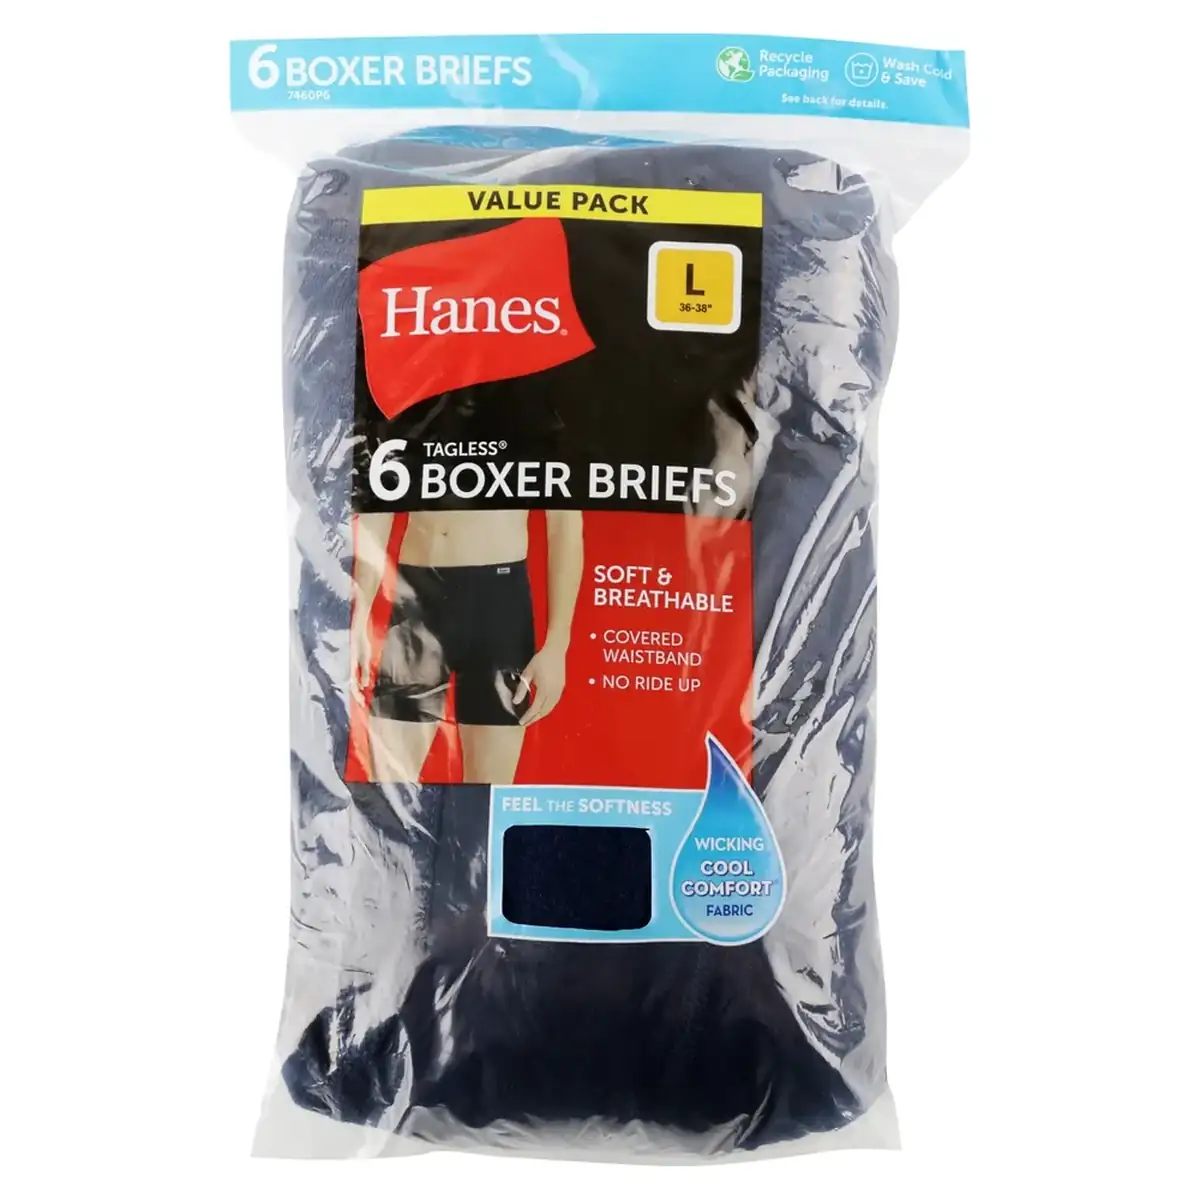 6 BOXER BRIEFS
7460P6
Recycle
Packaging
Wash Cold
& Save
See back for details.
VALUE PACK
Hanes®
L
36-38"
6 TAGLESS®
BOXER BRIEFS
SOFT &
BREATHABLE
• COVERED
WAISTBAND
• NO RIDE UP
FEEL THE SOFTNESS
WICKING
COOL
COMFORT™
FABRIC